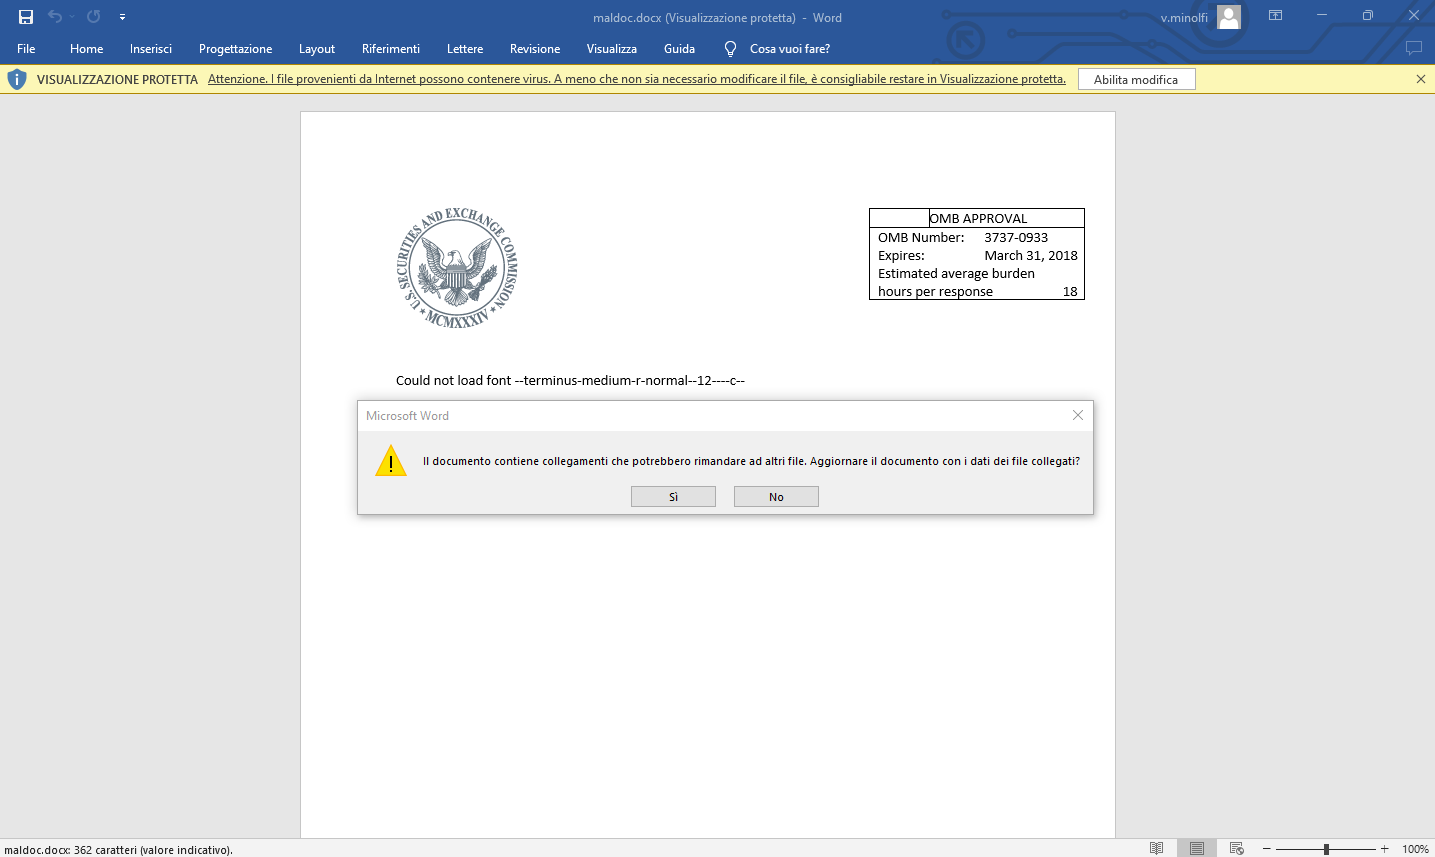 maldoc.docx (Visualizzazione protetta) - Word
v.minolfi
File Home Inserisci Progettazione Layout Riferimenti Lettere Revisione Visualizza Guida Cosa vuoi fare?
VISUALIZZAZIONE PROTETTA Attenzione. I file provenienti da Internet possono contenere virus. A meno che non sia necessario modificare il file, è consigliabile restare in Visualizzazione protetta. Abilita modifica
U.S. SECURITIES AND EXCHANGE COMMISSION
MCMXXXIV
OMB APPROVAL
OMB Number: 3737-0933
Expires: March 31, 2018
Estimated average burden
hours per response 18
Could not load font --terminus-medium-r-normal--12----c--
Microsoft Word
Il documento contiene collegamenti che potrebbero rimandare ad altri file. Aggiornare il documento con i dati dei file collegati?
Sì No
maldoc.docx: 362 caratteri (valore indicativo).
100%